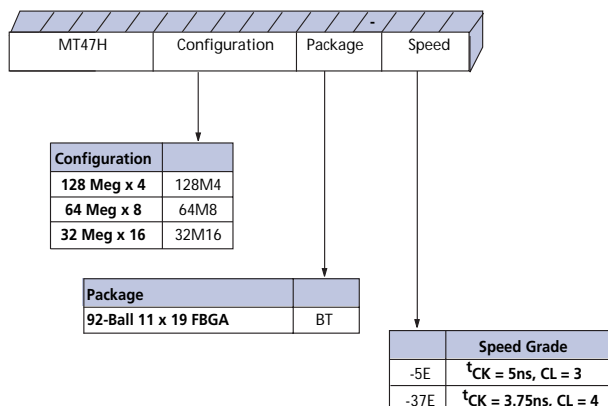 -
MT47H Configuration Package Speed
Configuration
128 Meg x 4 128M4
64 Meg x 8 64M8
32 Meg x 16 32M16
Package
92-Ball 11 x 19 FBGA BT
Speed Grade
-5E tCK = 5ns, CL = 3
-37E tCK = 3.75ns, CL = 4